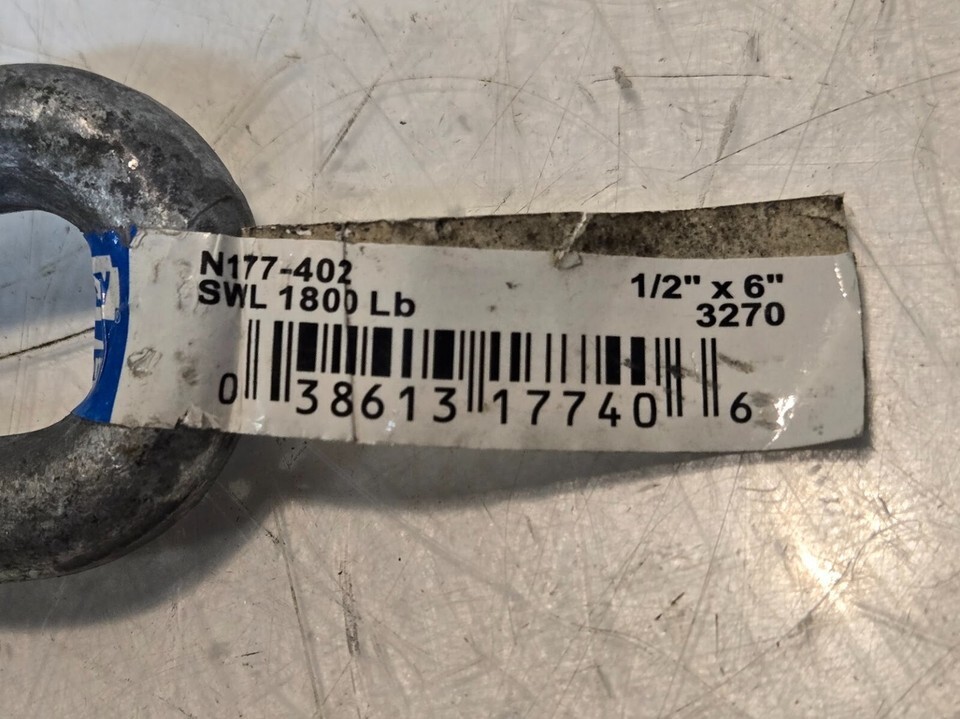 N177-402
SWL 1800 Lb
1/2" x 6"
3270
0 38613 17740 6